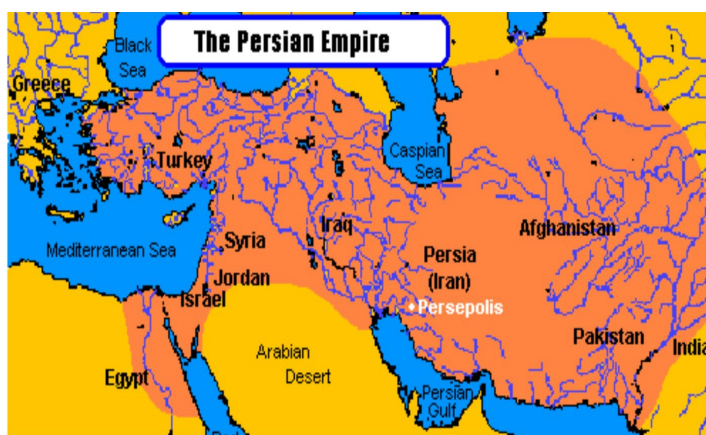 The Persian Empire
Black
Sea
Greece
Turkey
Caspian
Sea
Afghanistan
Mediterranean Sea
Syria
Iraq
Persia
(Iran)
Jordan
Israel
Persepolis
Pakistan
India
Arabian
Desert
Egypt
Persian
Gulf